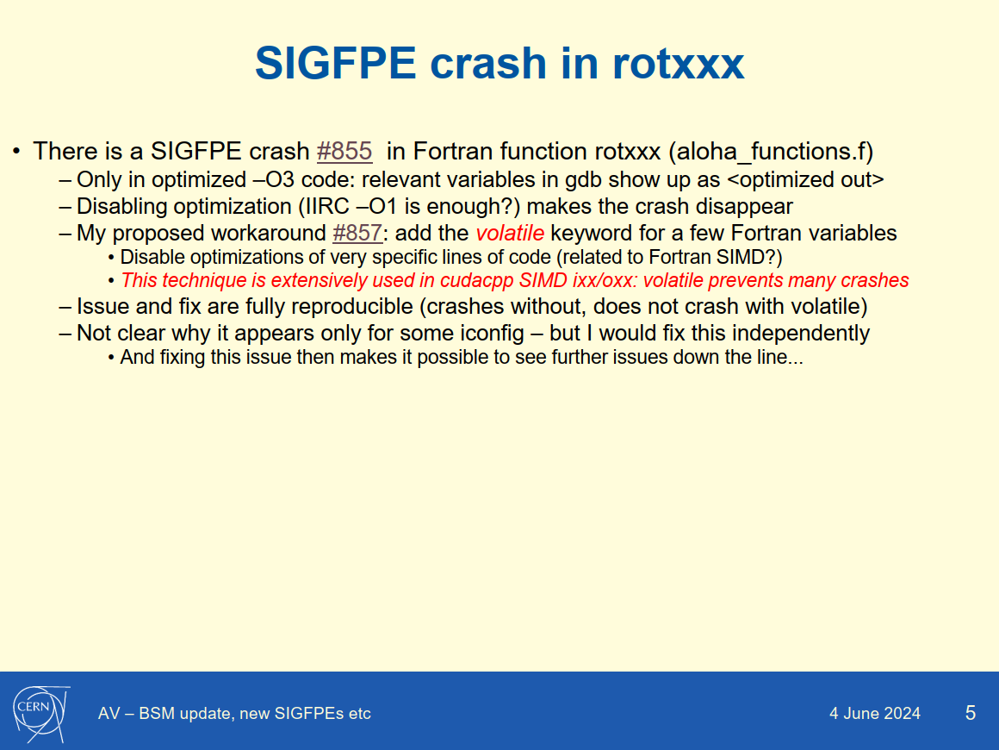 SIGFPE crash in rotxxx
• There is a SIGFPE crash #855 in Fortran function rotxxx (aloha_functions.f)
– Only in optimized –O3 code: relevant variables in gdb show up as <optimized out>
– Disabling optimization (IIRC –O1 is enough?) makes the crash disappear
– My proposed workaround #857: add the volatile keyword for a few Fortran variables
• Disable optimizations of very specific lines of code (related to Fortran SIMD?)
• This technique is extensively used in cudacpp SIMD ixx/oxx: volatile prevents many crashes
– Issue and fix are fully reproducible (crashes without, does not crash with volatile)
– Not clear why it appears only for some iconfig – but I would fix this independently
• And fixing this issue then makes it possible to see further issues down the line...
CERN
AV – BSM update, new SIGFPEs etc
4 June 2024
5